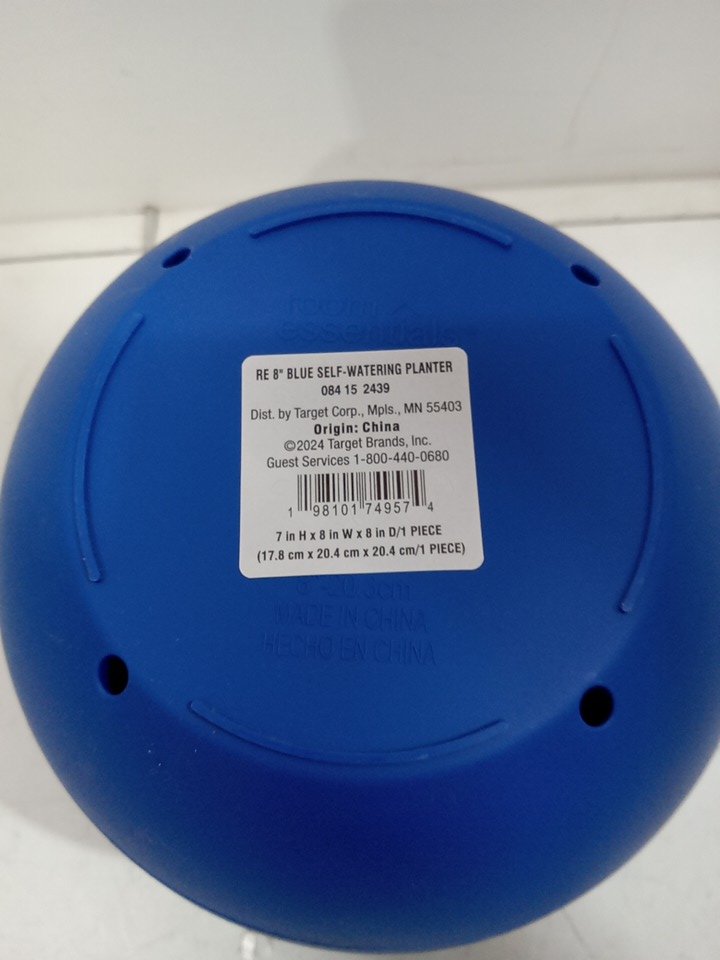 room
essentials
RE 8" BLUE SELF-WATERING PLANTER
084 15 2439
Dist. by Target Corp., Mpls., MN 55403
Origin: China
©2024 Target Brands, Inc.
Guest Services 1-800-440-0680
1 98101 74957 4
7 in H x 8 in W x 8 in D/1 PIECE
(17.8 cm x 20.4 cm x 20.4 cm/1 PIECE)
MADE IN CHINA
HECHO EN CHINA